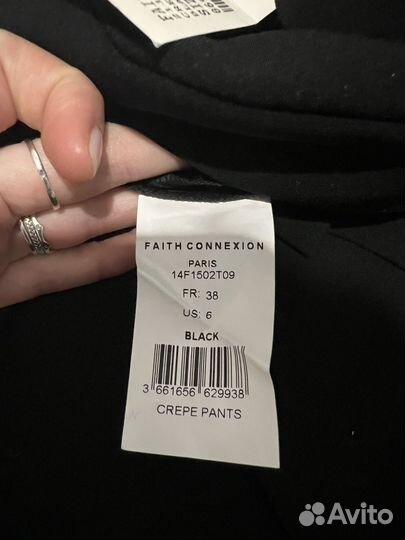 FAITH CONNEXION
PARIS
14F1502T09
FR: 38
US: 6
BLACK
3 661656 629938
CREPE PANTS
Avito